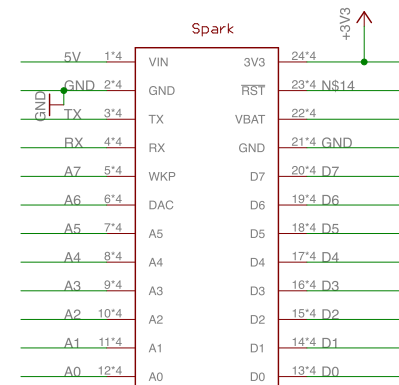 Spark
+3V3
5V 1*4 VIN 3V3 24*4
GND 2*4 GND RST 23*4 N$14
GND
TX 3*4 TX VBAT 22*4
RX 4*4 RX GND 21*4 GND
A7 5*4 WKP D7 20*4 D7
A6 6*4 DAC D6 19*4 D6
A5 7*4 A5 D5 18*4 D5
A4 8*4 A4 D4 17*4 D4
A3 9*4 A3 D3 16*4 D3
A2 10*4 A2 D2 15*4 D2
A1 11*4 A1 D1 14*4 D1
A0 12*4 A0 D0 13*4 D0